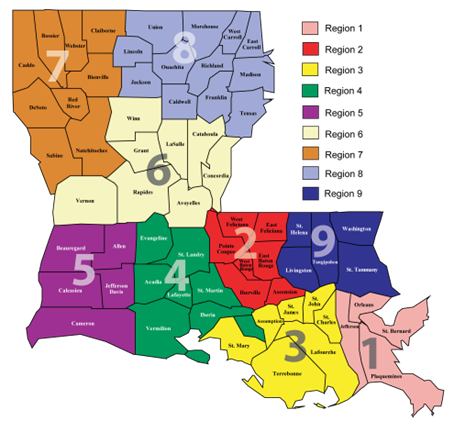 Union
Morehouse
West
Carroll
East
Carroll
Claiborne
Bossier
Webster
Lincoln
8
Ouachita
Richland
Madison
Caddo
7
Bienville
Jackson
Caldwell
Franklin
Tensas
DeSoto
Red
River
Winn
LaSalle
Catahoula
Sabine
Natchitoches
Grant
6
Concordia
Vernon
Rapides
Avoyelles
West
Feliciana
East
Feliciana
St.
Helena
Washington
Beauregard
Allen
Evangeline
St. Landry
Pointe
Coupee
2
West
Baton
Rouge
East
Baton
Rouge
Livingston
9
Tangipahoa
St. Tammany
5
4
Calcasieu
Jefferson
Davis
Acadia
Lafayette
St. Martin
Iberville
Ascension
Cameron
Vermilion
Iberia
St. Mary
Assumption
St.
James
St.
John
St.
Charles
3
Lafourche
Terrebonne
Orleans
Jefferson
St. Bernard
1
Plaquemines
Region 1
Region 2
Region 3
Region 4
Region 5
Region 6
Region 7
Region 8
Region 9